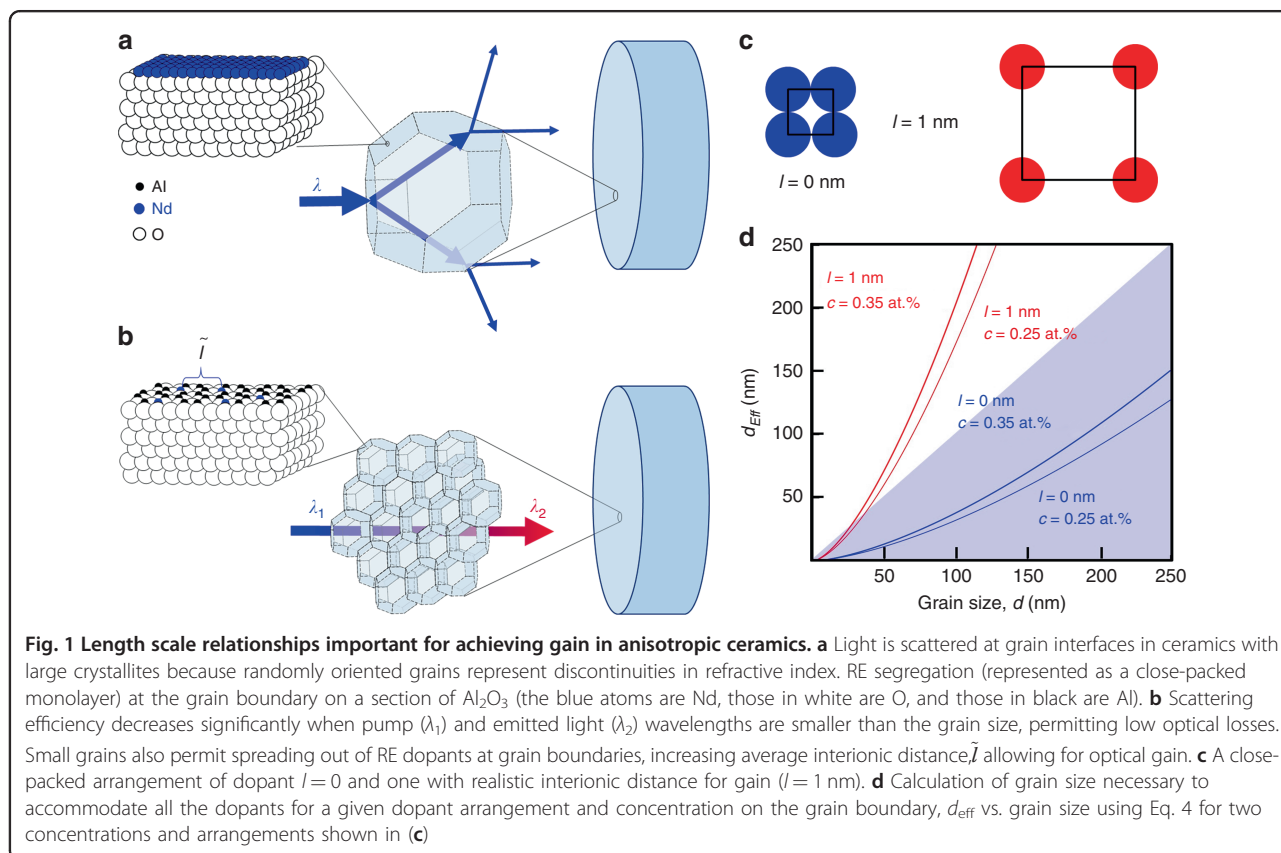 a
Al
Nd
O
λ
b
l̃
λ1
λ2
c
l = 0 nm
l = 1 nm
d
250
200
150
100
50
dEff (nm)
l = 1 nm
c = 0.35 at.%
l = 1 nm
c = 0.25 at.%
l = 0 nm
c = 0.35 at.%
l = 0 nm
c = 0.25 at.%
50
100
150
200
250
Grain size, d (nm)
Fig. 1 Length scale relationships important for achieving gain in anisotropic ceramics. a Light is scattered at grain interfaces in ceramics with
large crystallites because randomly oriented grains represent discontinuities in refractive index. RE segregation (represented as a close-packed
monolayer) at the grain boundary on a section of Al2O3 (the blue atoms are Nd, those in white are O, and those in black are Al). b Scattering
efficiency decreases significantly when pump (λ1) and emitted light (λ2) wavelengths are smaller than the grain size, permitting low optical losses.
Small grains also permit spreading out of RE dopants at grain boundaries, increasing average interionic distance, l̃ allowing for optical gain. c A close-
packed arrangement of dopant l = 0 and one with realistic interionic distance for gain (l = 1 nm). d Calculation of grain size necessary to
accommodate all the dopants for a given dopant arrangement and concentration on the grain boundary, deff vs. grain size using Eq. 4 for two
concentrations and arrangements shown in (c)